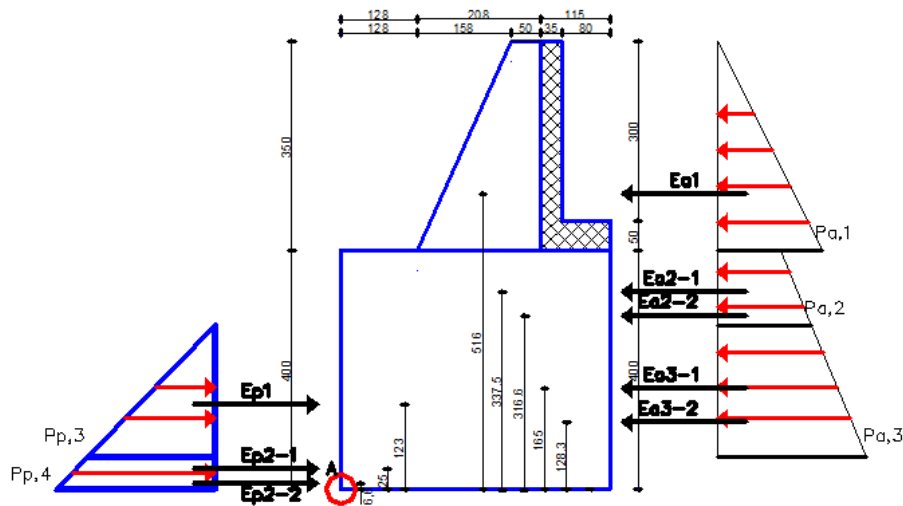 128 208 115
128 158 50 35 80
350
300
Ea1
Pa,1
50
516
Ea2-1
Ea2-2
Pa,2
337.5
316.6
400
400
Ea3-1
Ep1
Ea3-2
123
165
128.3
Pp,3
Pa,3
Ep2-1
A
Pp,4
25
Ep2-2